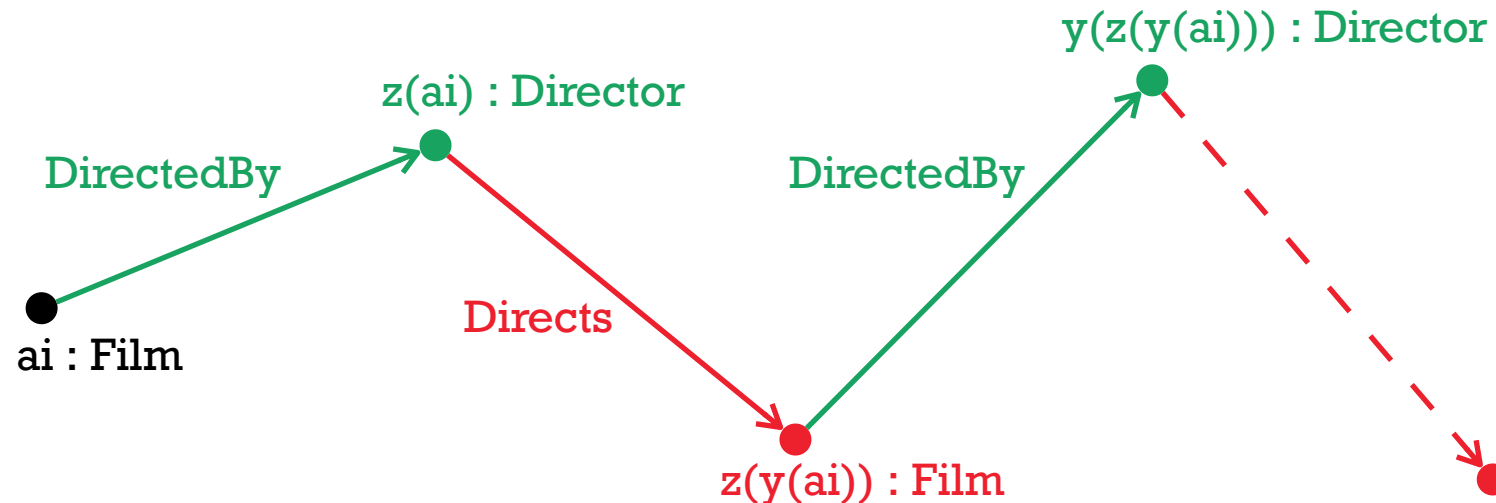 y(z(y(ai))) : Director
z(ai) : Director
DirectedBy
DirectedBy
Directs
ai : Film
z(y(ai)) : Film